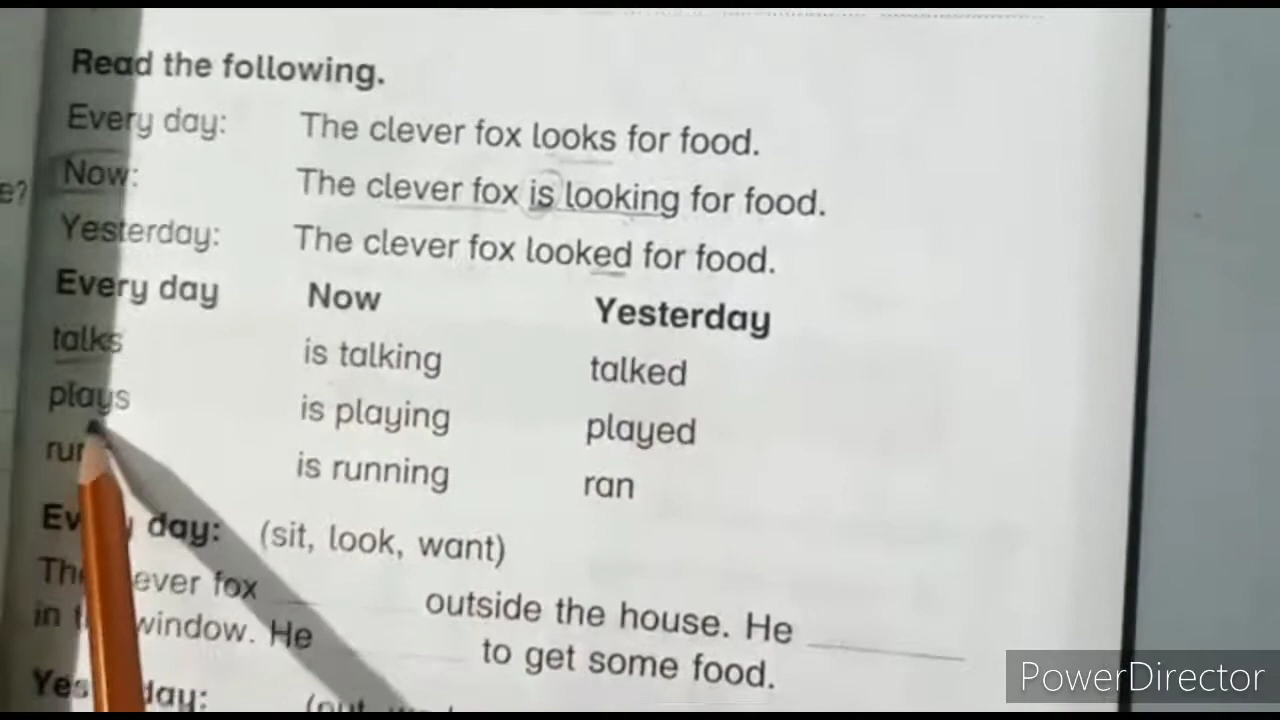 e?
Read the following.
Every day: The clever fox looks for food.
Now: The clever fox is looking for food.
Yesterday: The clever fox looked for food.
Every day Now Yesterday
talks is talking talked
plays is playing played
is running ran
day: (sit, look, want)
fox outside the house. He
in window. He to get some food.
PowerDirector